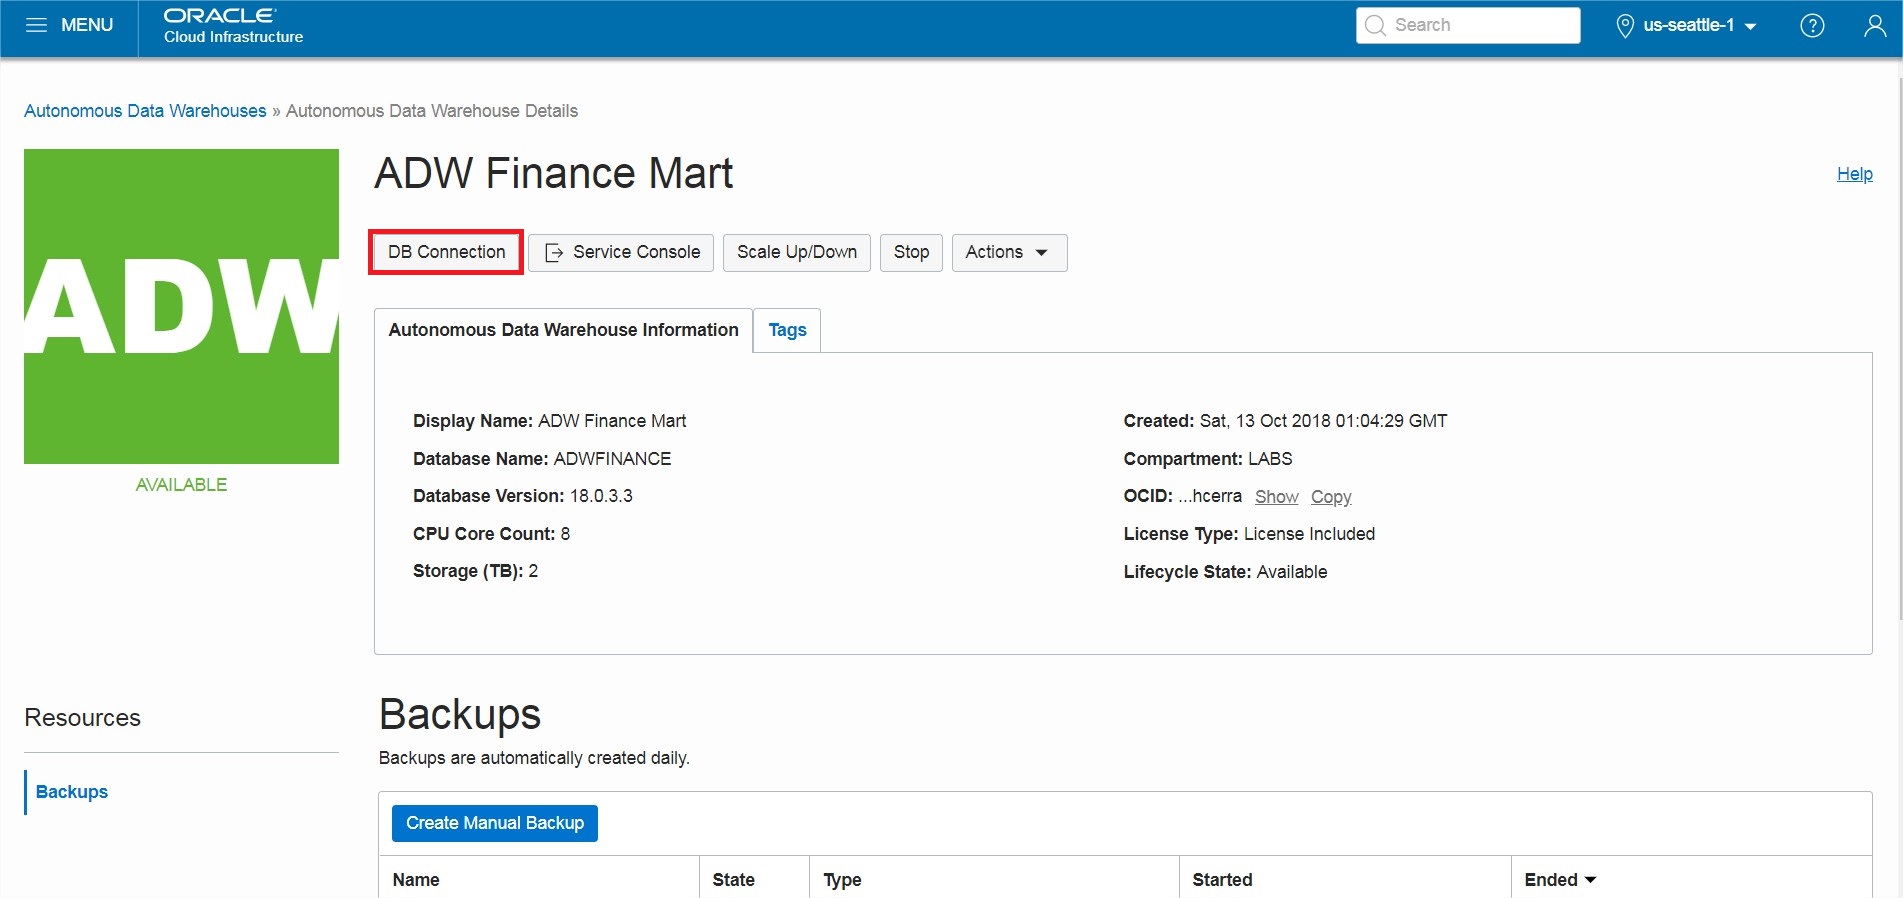 MENU
ORACLE
Cloud Infrastructure
Search
us-seattle-1
Autonomous Data Warehouses » Autonomous Data Warehouse Details
ADW
AVAILABLE
ADW Finance Mart
Help
DB Connection
Service Console
Scale Up/Down
Stop
Actions
Autonomous Data Warehouse Information
Tags
Display Name: ADW Finance Mart
Database Name: ADWFINANCE
Database Version: 18.0.3.3
CPU Core Count: 8
Storage (TB): 2
Created: Sat, 13 Oct 2018 01:04:29 GMT
Compartment: LABS
OCID: ...hcerra Show Copy
License Type: License Included
Lifecycle State: Available
Resources
Backups
Backups
Backups are automatically created daily.
Create Manual Backup
Name State Type Started Ended